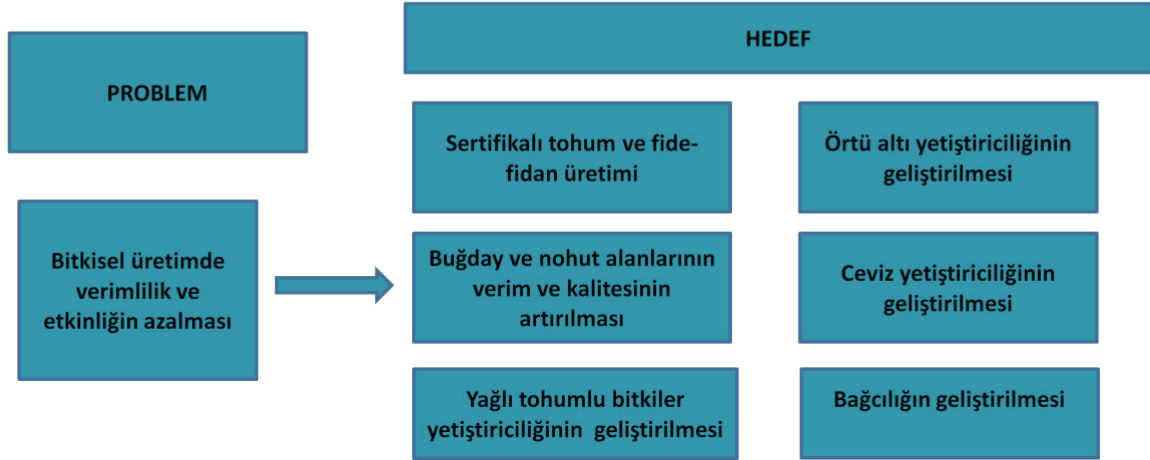 PROBLEM
Bitkisel üretimde
verimlilik ve
etkinliğin azalması
HEDEF
Sertifikalı tohum ve fide-
fidan üretimi
Örtü altı yetiştiriciliğinin
geliştirilmesi
Buğday ve nohut alanlarının
verim ve kalitesinin
artırılması
Ceviz yetiştiriciliğinin
geliştirilmesi
Yağlı tohumlu bitkiler
yetiştiriciliğinin  geliştirilmesi
Bağcılığın geliştirilmesi